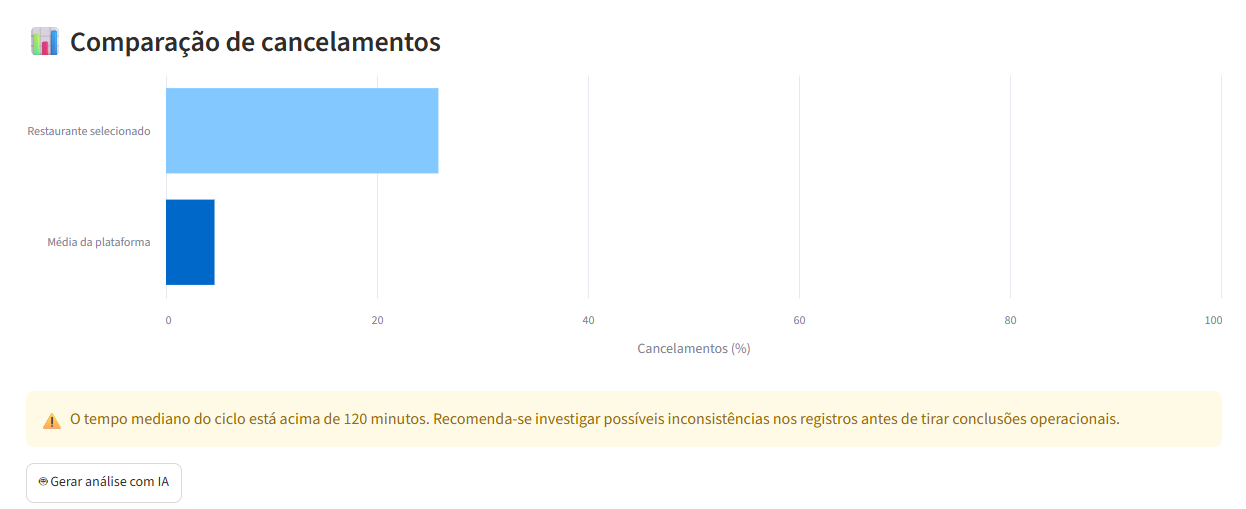 Comparação de cancelamentos
Restaurante selecionado
Média da plataforma
0 20 40 60 80 100
Cancelamentos (%)
O tempo mediano do ciclo está acima de 120 minutos. Recomenda-se investigar possíveis inconsistências nos registros antes de tirar conclusões operacionais.
Gerar análise com IA